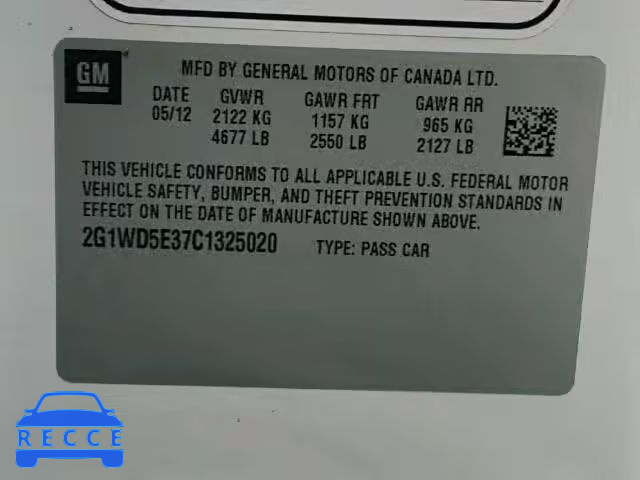 GM
MFD BY GENERAL MOTORS OF CANADA LTD.
DATE GVWR GAWR FRT GAWR RR
05/12 2122 KG 1157 KG 965 KG
4677 LB 2550 LB 2127 LB
THIS VEHICLE CONFORMS TO ALL APPLICABLE U.S. FEDERAL MOTOR
VEHICLE SAFETY, BUMPER, AND THEFT PREVENTION STANDARDS IN
EFFECT ON THE DATE OF MANUFACTURE SHOWN ABOVE.
2G1WD5E37C1325020 TYPE: PASS CAR
RECCE